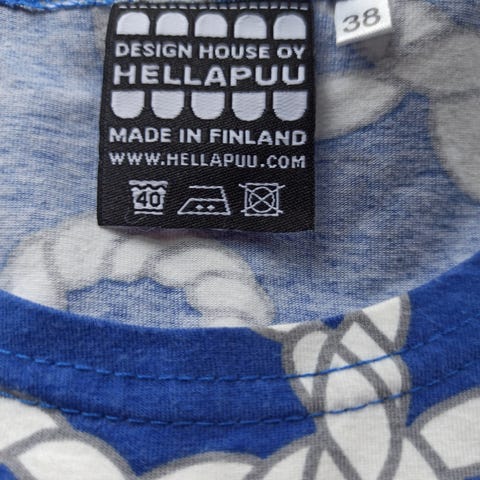 38
DESIGN HOUSE OY
HELLAPUU
MADE IN FINLAND
WWW.HELLAPUU.COM
40